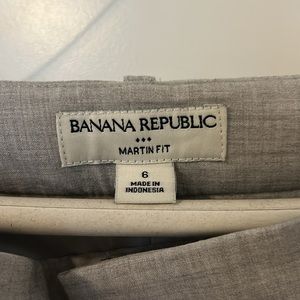 BANANA REPUBLIC
MARTIN FIT
6
MADE IN
INDONESIA